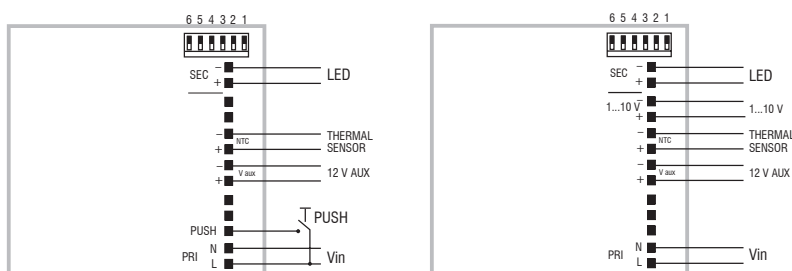 6 5 4 3 2 1
SEC
−
+
LED
−
+
NTC
THERMAL
SENSOR
−
+
V aux
12 V AUX
PUSH
PUSH
PRI
N
L
Vin
6 5 4 3 2 1
SEC
−
+
LED
1...10 V
−
+
1...10 V
−
+
NTC
THERMAL
SENSOR
−
+
V aux
12 V AUX
PRI
N
L
Vin